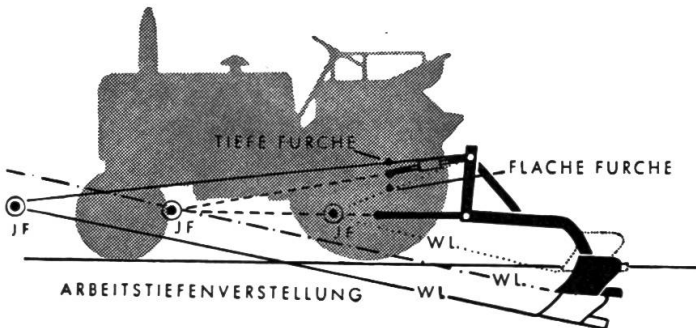 TIEFE FURCHE
FLACHE FURCHE
JF
JF
JF
WL
WL
WL
ARBEITSTIEFENVERSTELLUNG